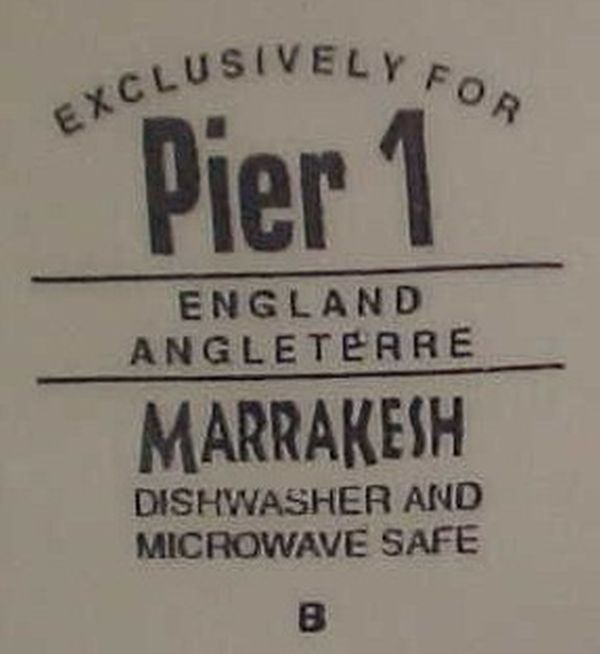 EXCLUSIVELY FOR
Pier 1
ENGLAND
ANGLETERRE
MARRAKESH
DISHWASHER AND
MICROWAVE SAFE
B